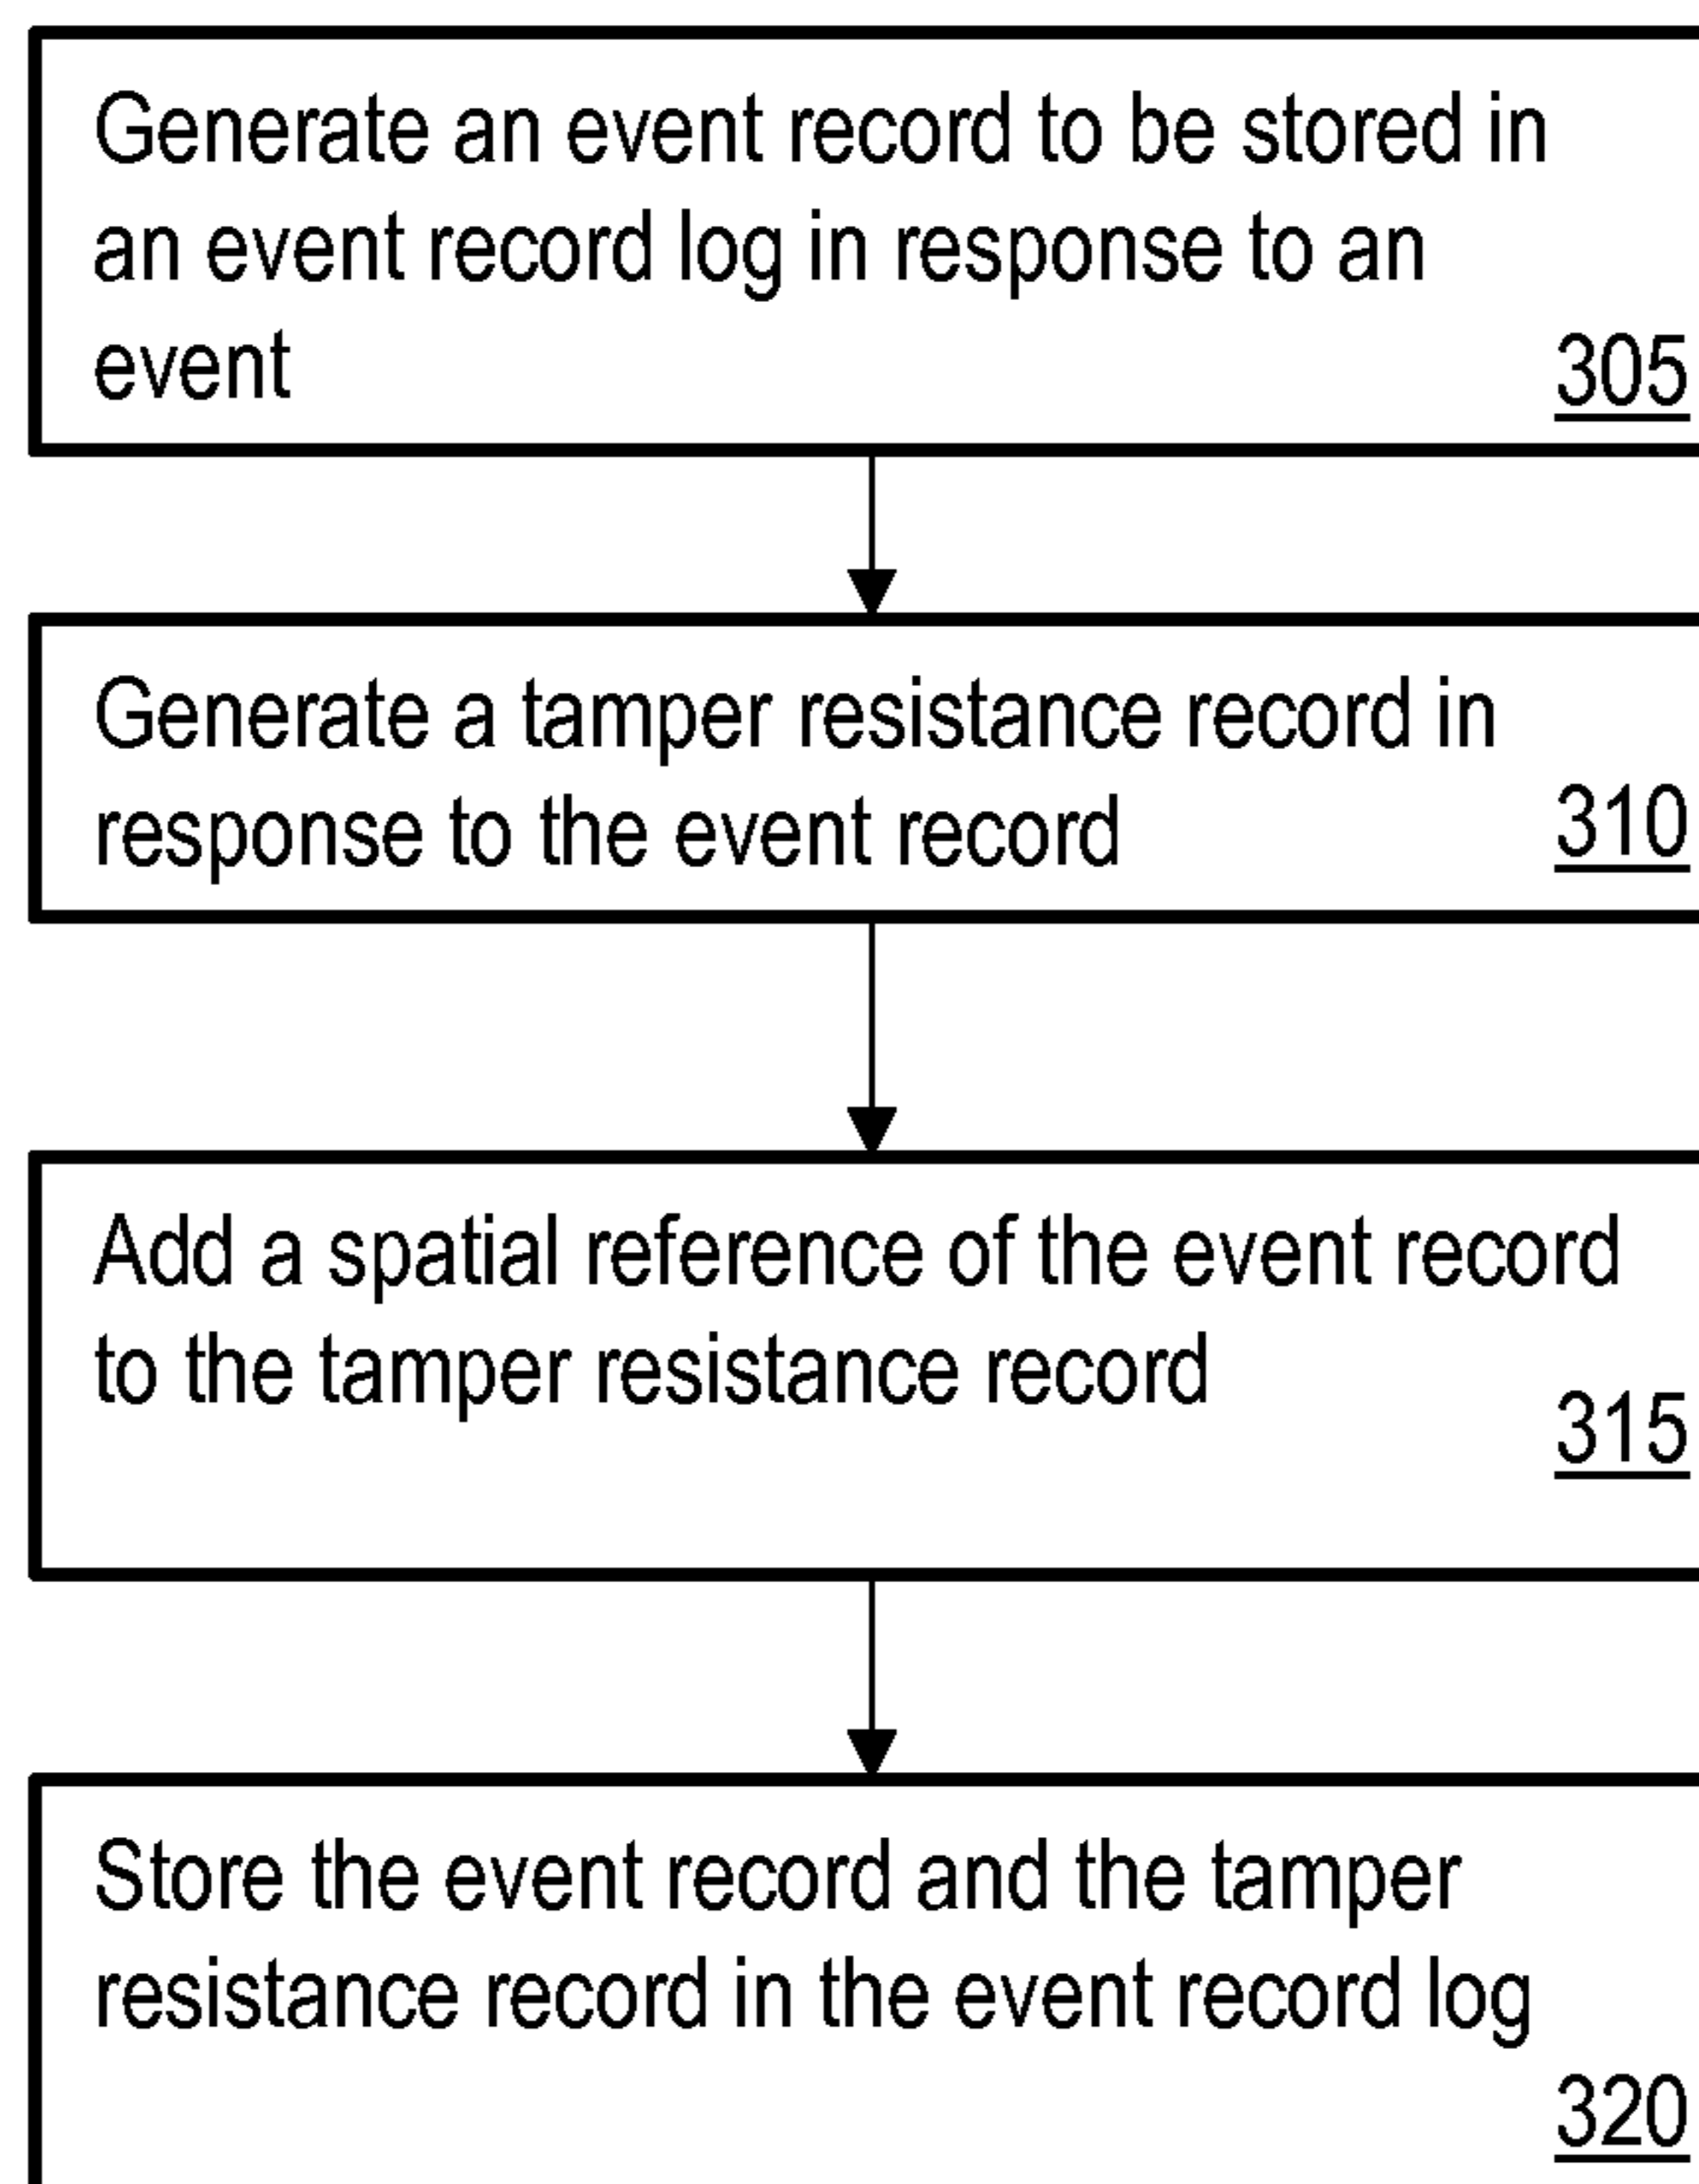 Generate an event record to be stored in
an event record log in response to an
event
305
Generate a tamper resistance record in
response to the event record
310
Add a spatial reference of the event record
to the tamper resistance record
315
Store the event record and the tamper
resistance record in the event record log
320